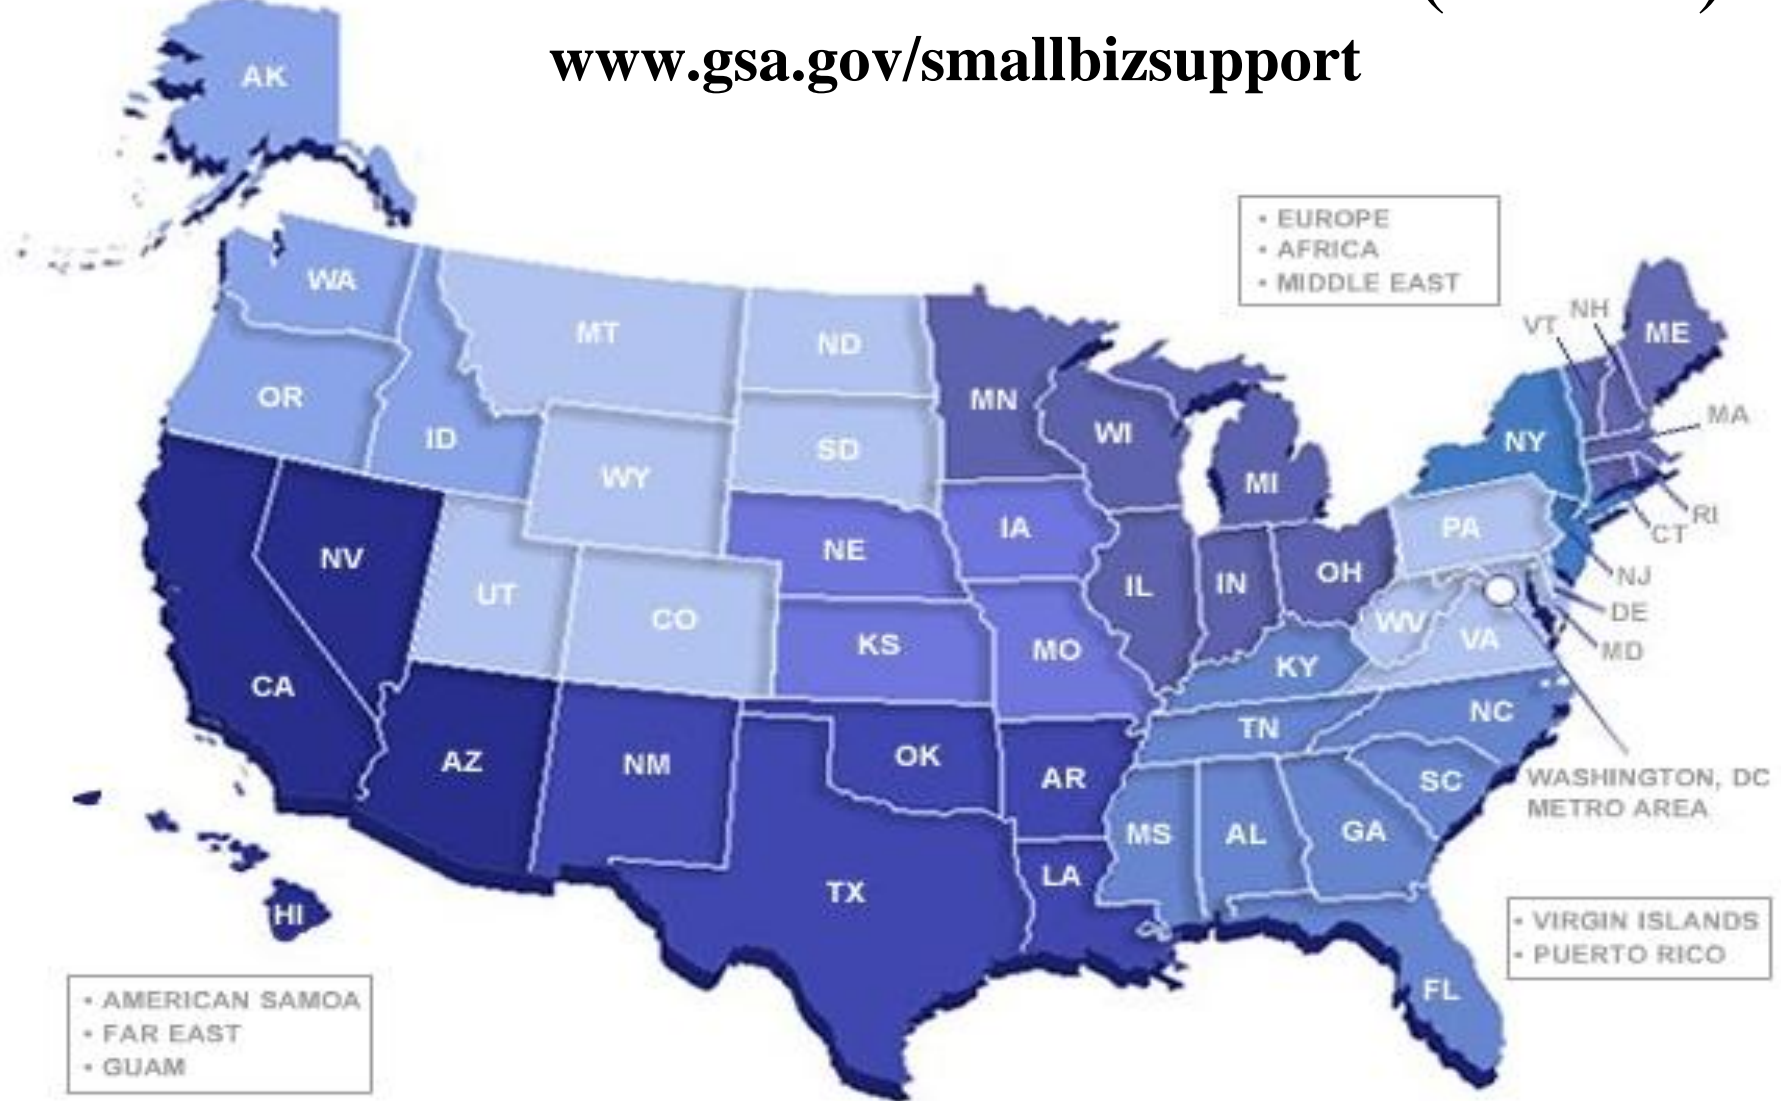 www.gsa.gov/smallbizsupport
AK
• EUROPE
• AFRICA
• MIDDLE EAST
WA
MT
ND
MN
VT
NH
ME
OR
ID
WY
SD
WI
MI
NY
MA
NV
UT
CO
NE
IA
IL
IN
OH
PA
RI
CT
NJ
DE
MD
CA
KS
MO
KY
WV
VA
AZ
NM
OK
AR
TN
NC
SC
WASHINGTON, DC
METRO AREA
HI
TX
LA
MS
AL
GA
FL
• VIRGIN ISLANDS
• PUERTO RICO
• AMERICAN SAMOA
• FAR EAST
• GUAM